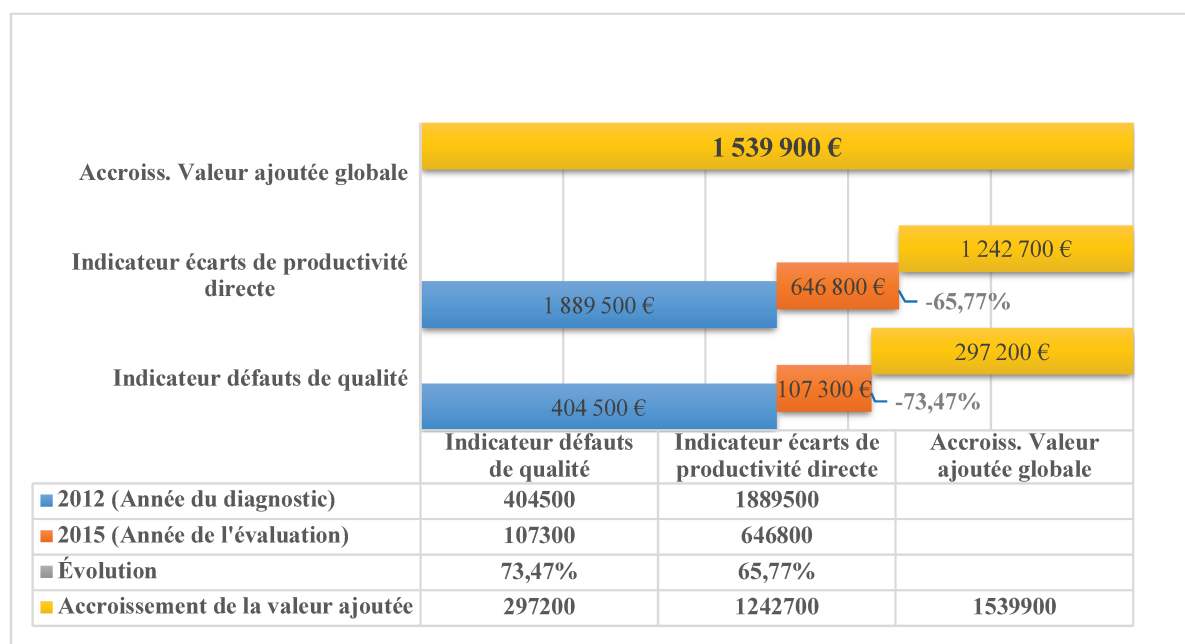 1 539 900 €
Accroiss. Valeur ajoutée globale
1 242 700 €
Indicateur écarts de productivité
directe
646 800 €
-65,77%
1 889 500 €
297 200 €
Indicateur défauts de qualité
107 300 €
-73,47%
404 500 €
Indicateur défauts de qualité
Indicateur écarts de productivité directe
Accroiss. Valeur ajoutée globale
2012 (Année du diagnostic) 404500 1889500
2015 (Année de l'évaluation) 107300 646800
Évolution 73,47% 65,77%
Accroissement de la valeur ajoutée 297200 1242700 1539900